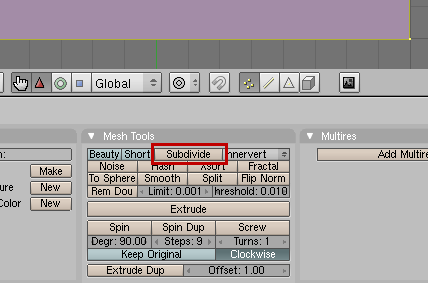 Global
n:
Make
ure
New
Color
New
Mesh Tools
Beauty Short Subdivide nnervert
Noise Hash Xsort Fractal
To Sphere Smooth Split Flip Norm
Rem Dou Limit: 0.001 hreshold: 0.010
Extrude
Spin Spin Dup Screw
Degr: 90.00 Steps: 9 Turns: 1
Keep Original Clockwise
Extrude Dup Offset: 1.00
Multires
Add Multire